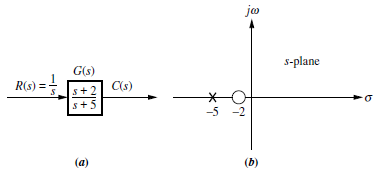 G(s)
R(s) = 1/s
s + 2
s + 5
C(s)
(a)
jω
s-plane
σ
–5
–2
(b)